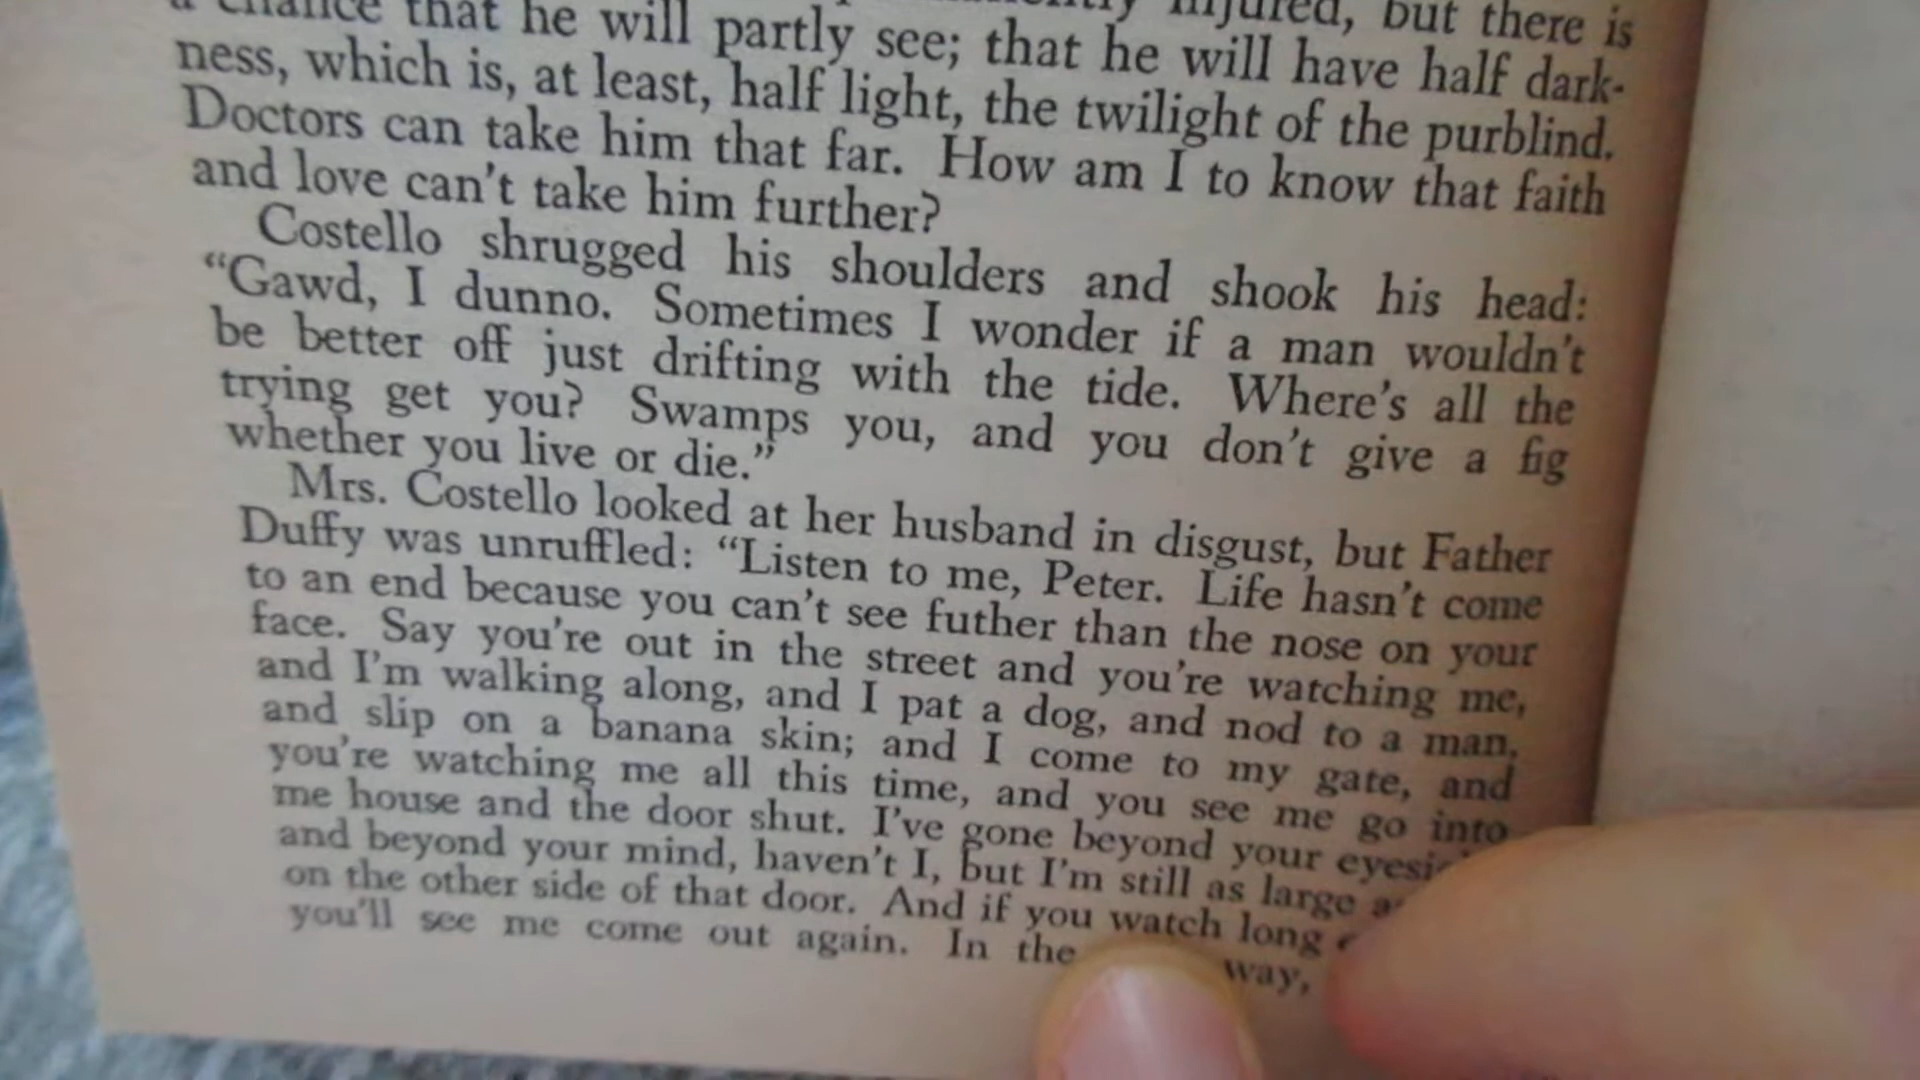 a chance that he will partly see; that he will have half dark-
injured, but there is
ness, which is, at least, half light, the twilight of the purblind.
Doctors can take him that far. How am I to know that faith
and love can't take him further?
Costello shrugged his shoulders and shook his head:
"Gawd, I dunno. Sometimes I wonder if a man wouldn't
be better off just drifting with the tide. Where's all the
trying get you? Swamps you, and you don't give a fig
whether you live or die."
Mrs. Costello looked at her husband in disgust, but Father
Duffy was unruffled: "Listen to me, Peter. Life hasn't come
to an end because you can't see futher than the nose on your
face. Say you're out in the street and you're watching me,
and I'm walking along, and I pat a dog, and nod to a man,
and slip on a banana skin; and I come to my gate, and
you're watching me all this time, and you see me go into
me house and the door shut. I've gone beyond your
and beyond your mind, haven't I, but I'm still as large
on the other side of that door. And if you watch long
you'll see me come out again. In the way,